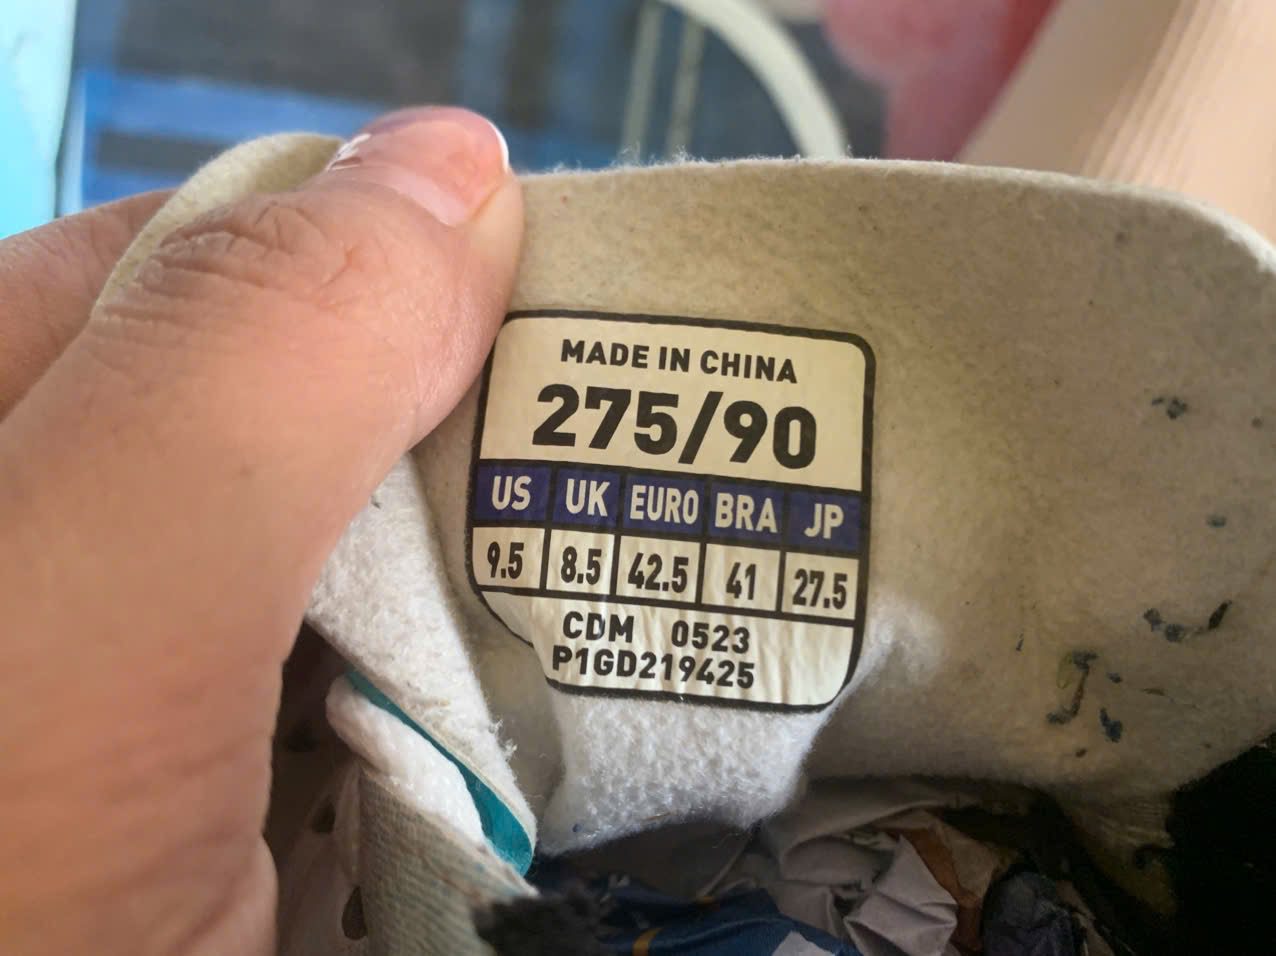 MADE IN CHINA
275/90
US UK EURO BRA JP
9.5 8.5 42.5 41 27.5
CDM 0523
P1GD219425